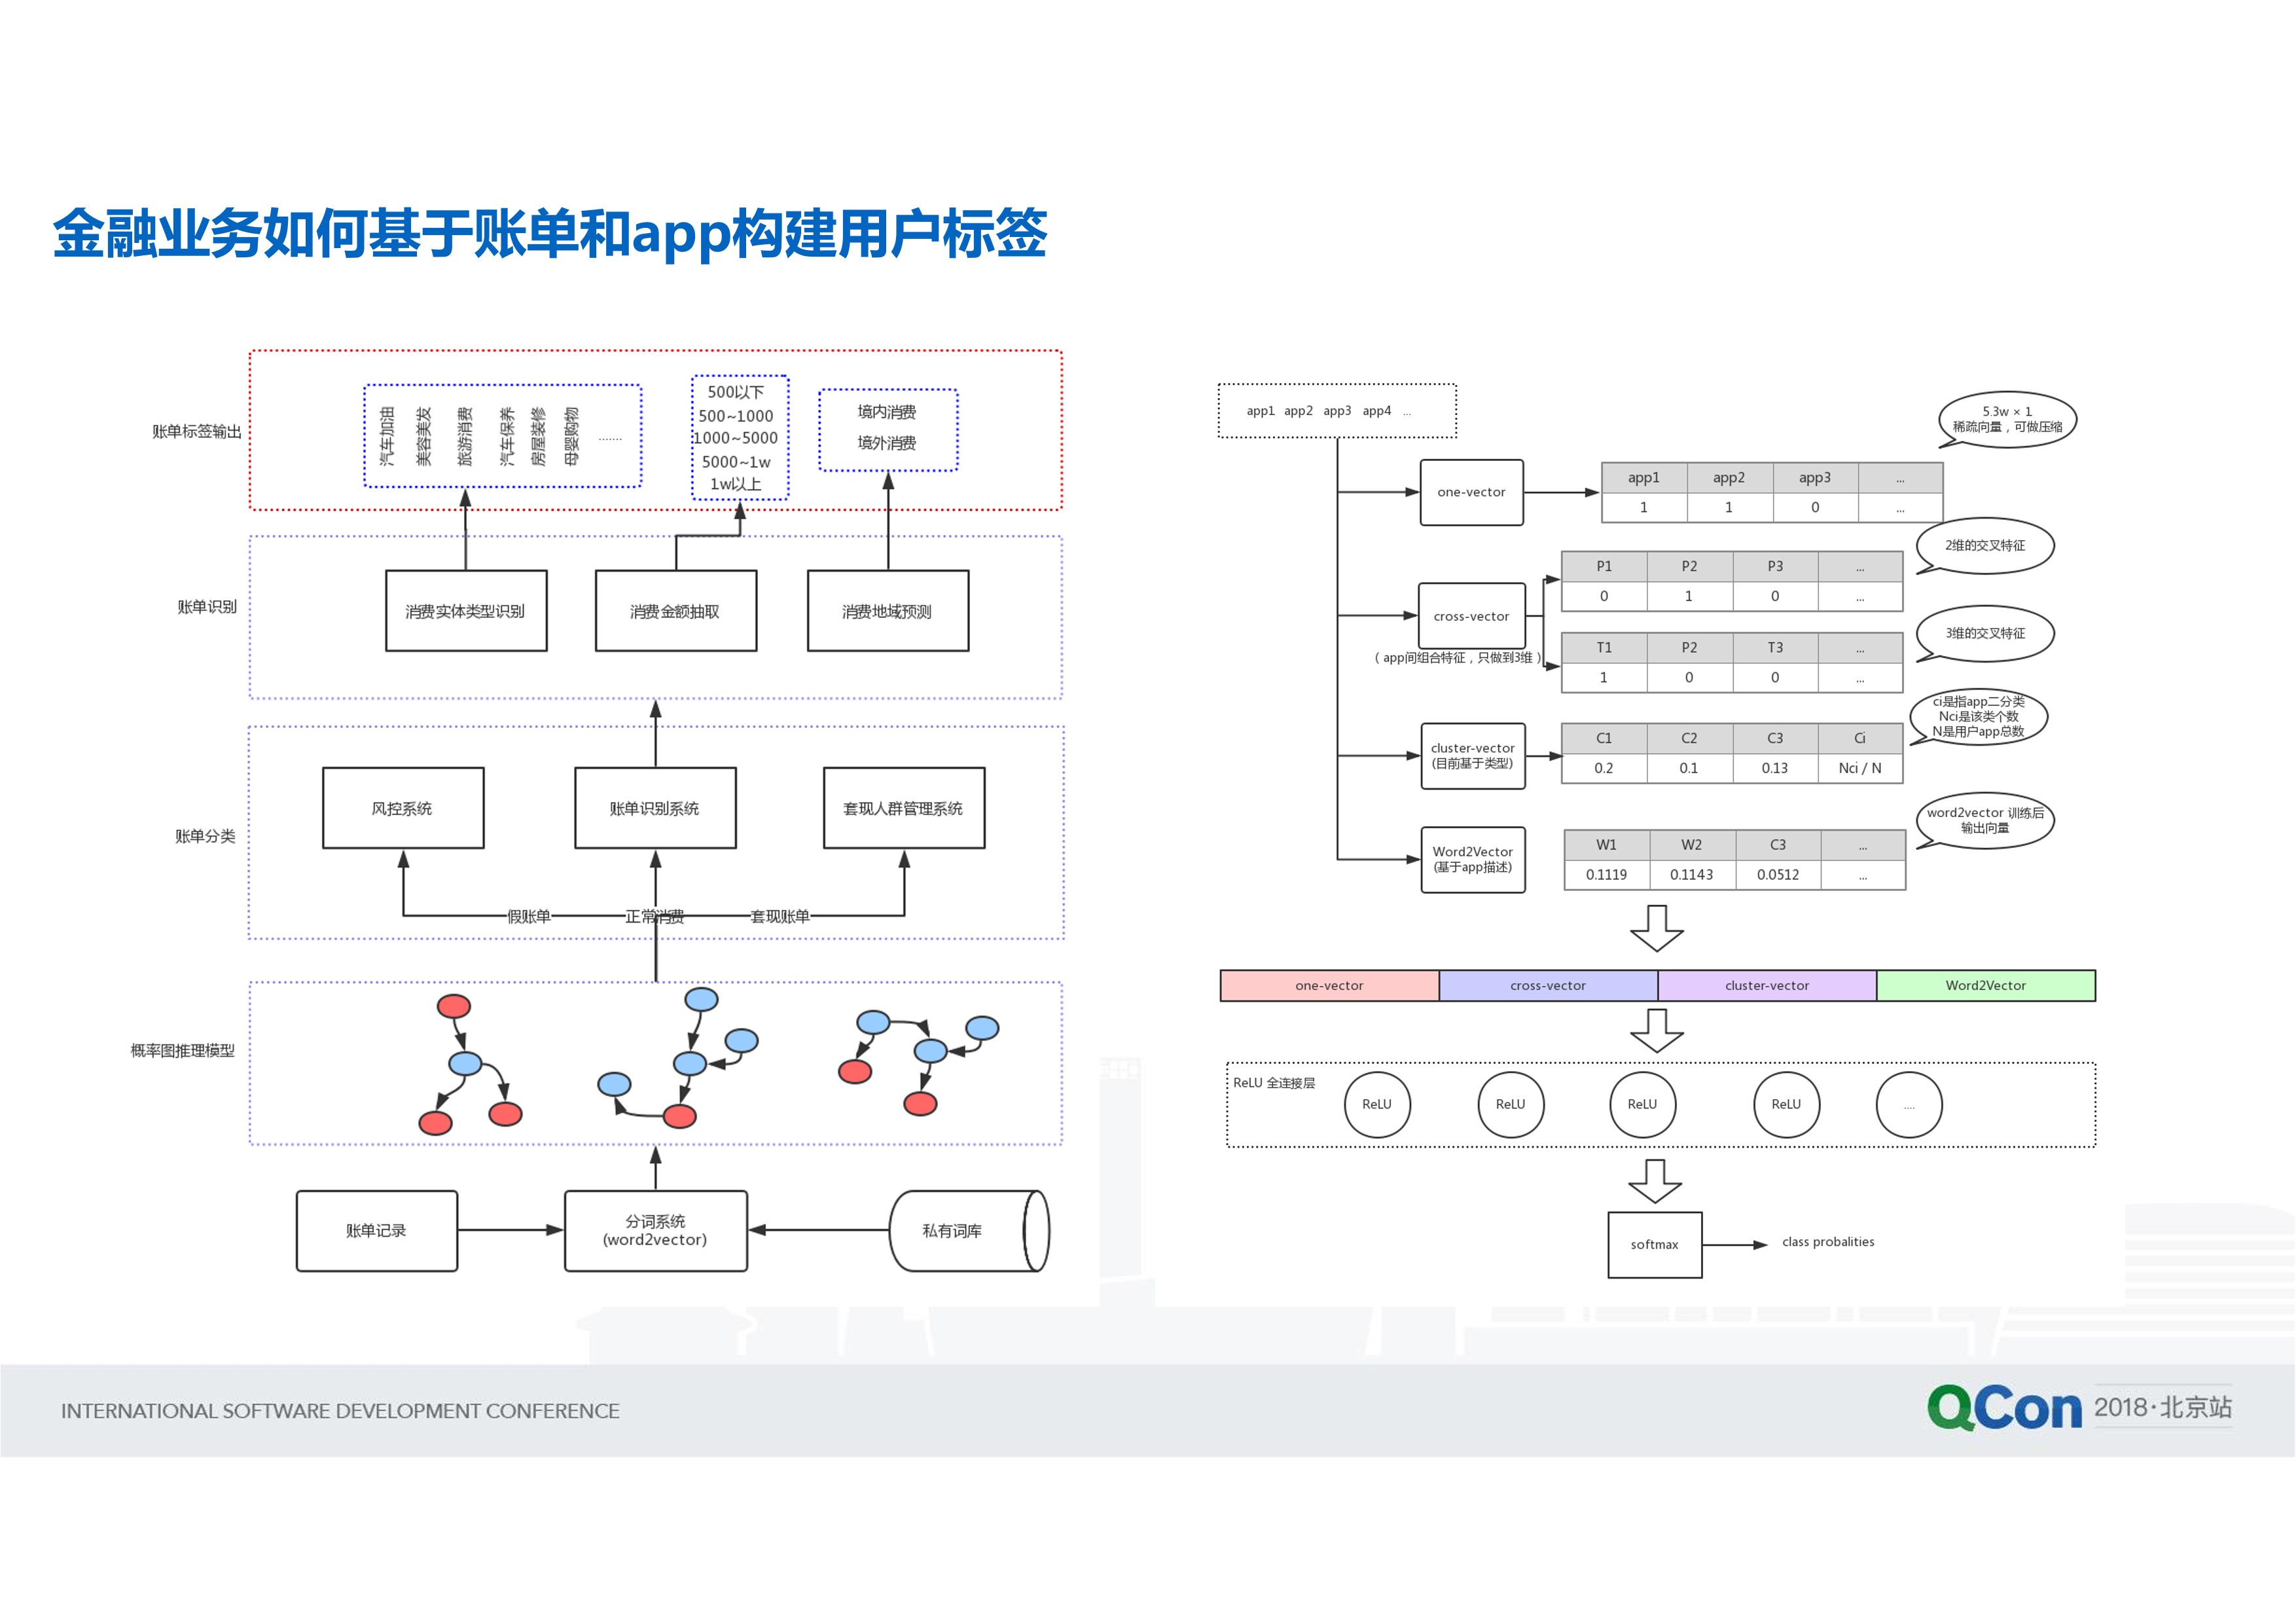 金融业务如何基于账单和app构建用户标签
账单标签输出
汽车加油
美容美发
旅游消费
汽车保养
房屋装修
母婴购物
.......
500以下
500~1000
1000~5000
5000~1w
1w以上
境内消费
境外消费
账单识别
消费实体类型识别
消费金额抽取
消费地域预测
账单分类
风控系统
账单识别系统
套现人群管理系统
假账单
正常消费
套现账单
概率图推理模型
账单记录
分词系统
(word2vector)
私有词库
app1 app2 app3 app4 ...
one-vector
app1 app2 app3 ...
1 1 0 ...
5.3w × 1
稀疏向量，可做压缩
cross-vector
（app间组合特征，只做到3维）
P1 P2 P3 ...
0 1 0 ...
2维的交叉特征
T1 P2 T3 ...
1 0 0 ...
3维的交叉特征
cluster-vector
(目前基于类型)
C1 C2 C3 Ci
0.2 0.1 0.13 Nci / N
ci是指app二分类
Nci是该类个数
N是用户app总数
Word2Vector
(基于app描述)
W1 W2 C3 ...
0.1119 0.1143 0.0512 ...
word2vector 训练后
输出向量
one-vector cross-vector cluster-vector Word2Vector
ReLU 全连接层
ReLU ReLU ReLU ReLU ....
softmax
class probalities
INTERNATIONAL SOFTWARE DEVELOPMENT CONFERENCE
QCon 2018·北京站